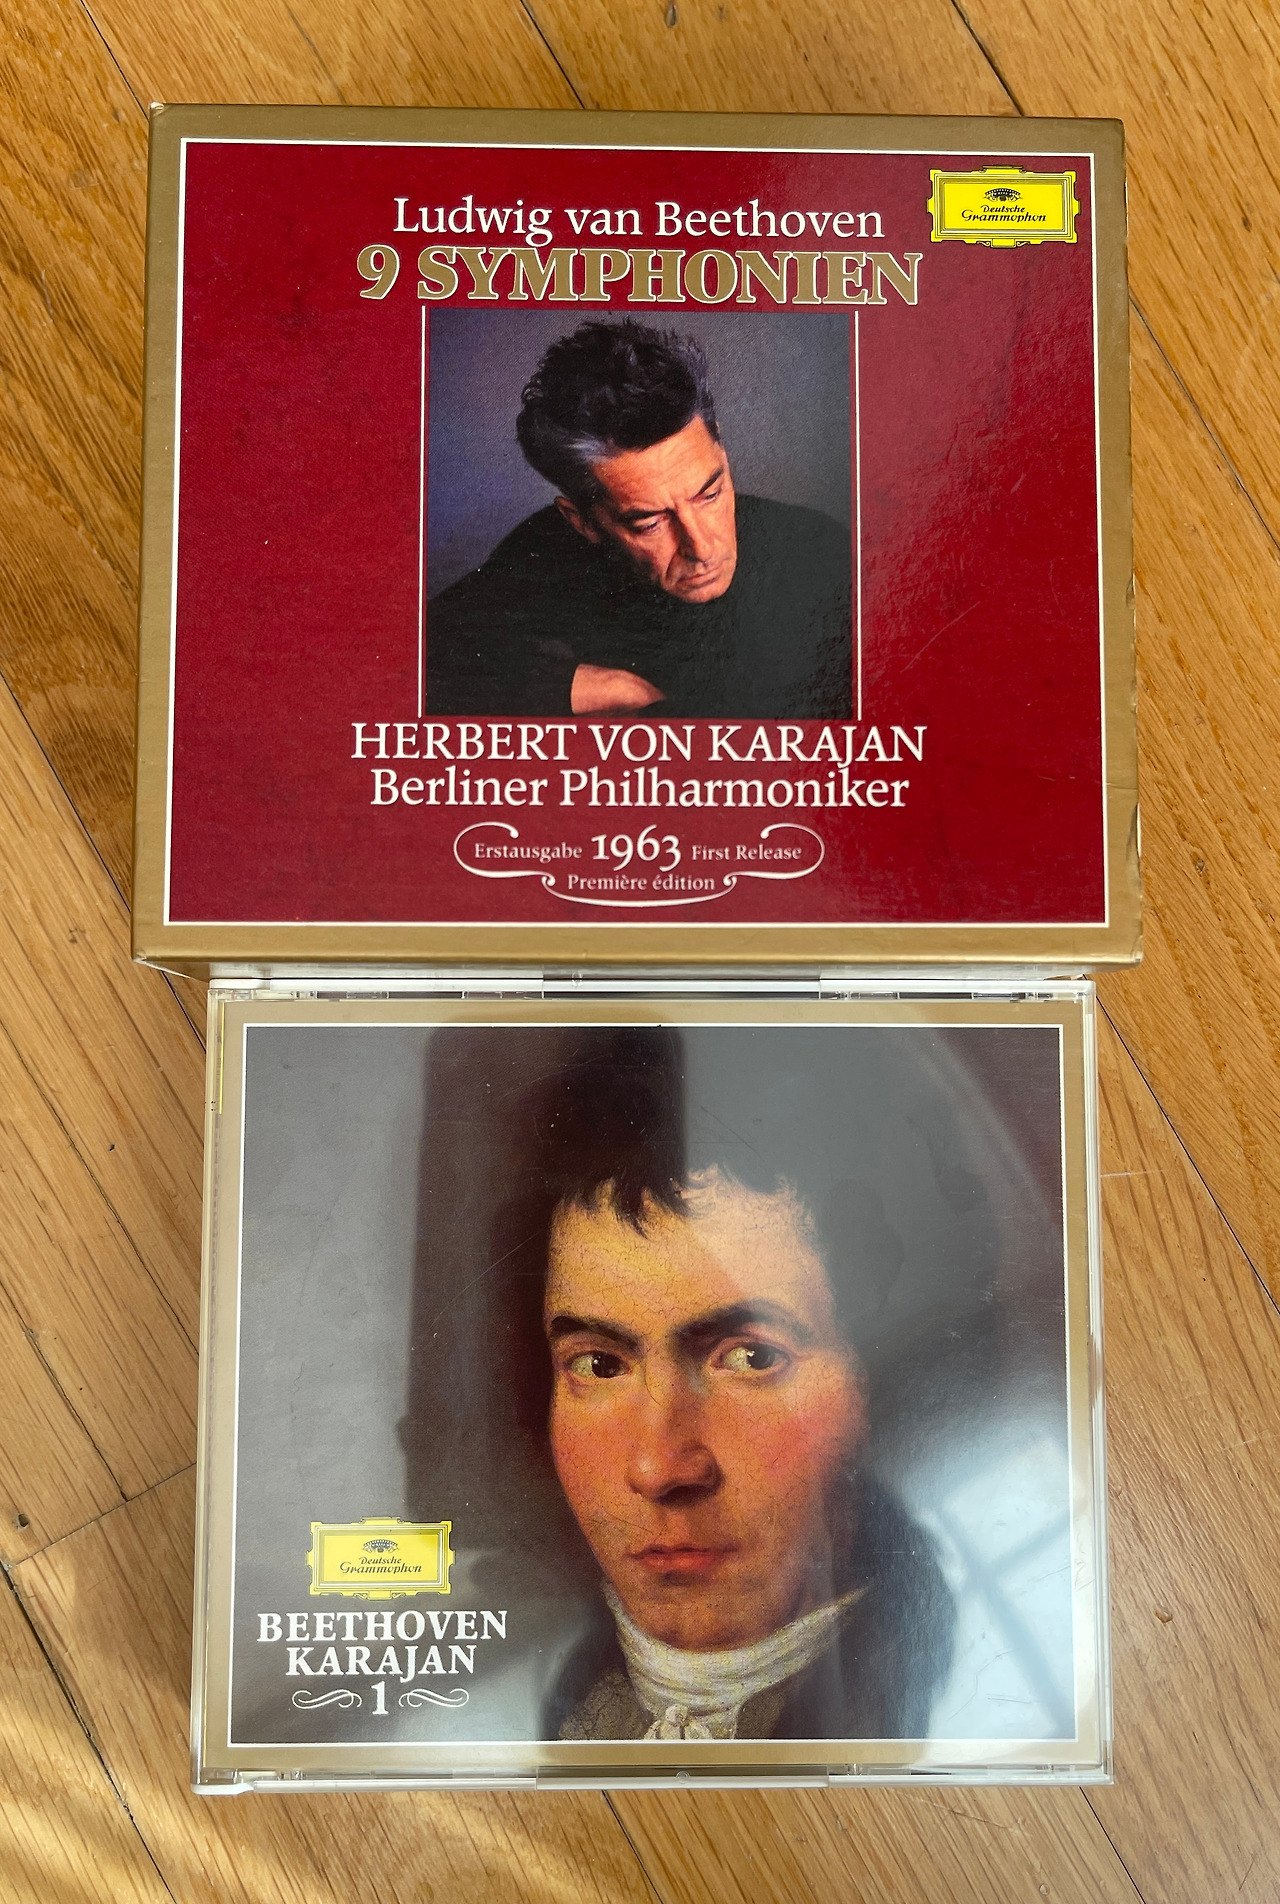 Deutsche
Grammophon
Ludwig van Beethoven
9 SYMPHONIEN
HERBERT VON KARAJAN
Berliner Philharmoniker
Erstausgabe 1963 First Release
Première édition
Deutsche
Grammophon
BEETHOVEN
KARAJAN
1